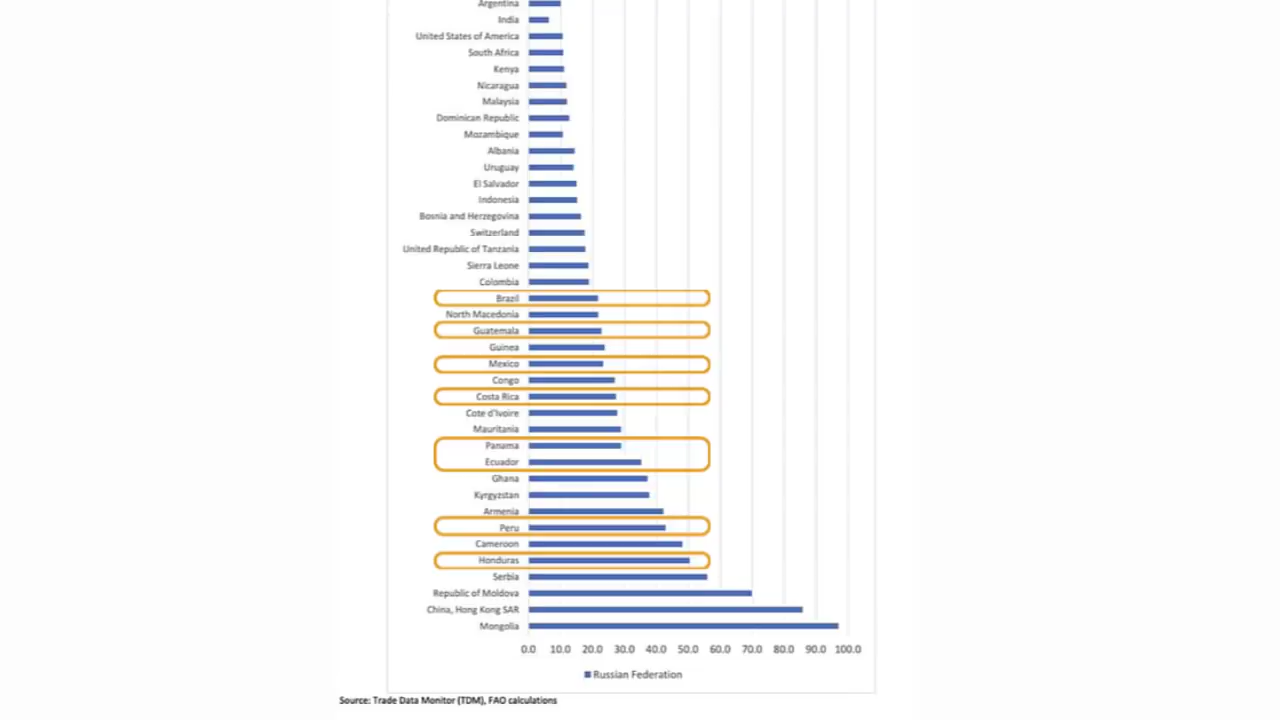 Argentina
India
United States of America
South Africa
Kenya
Nicaragua
Malaysia
Dominican Republic
Mozambique
Albania
Uruguay
El Salvador
Indonesia
Bosnia and Herzegovina
Switzerland
United Republic of Tanzania
Sierra Leone
Colombia
Brazil
North Macedonia
Guatemala
Guinea
Mexico
Congo
Costa Rica
Cote d'Ivoire
Mauritania
Panama
Ecuador
Ghana
Kyrgyzstan
Armenia
Peru
Cameroon
Honduras
Serbia
Republic of Moldova
China, Hong Kong SAR
Mongolia
0.0 10.0 20.0 30.0 40.0 50.0 60.0 70.0 80.0 90.0 100.0
Russian Federation
Source: Trade Data Monitor (TDM), FAO calculations